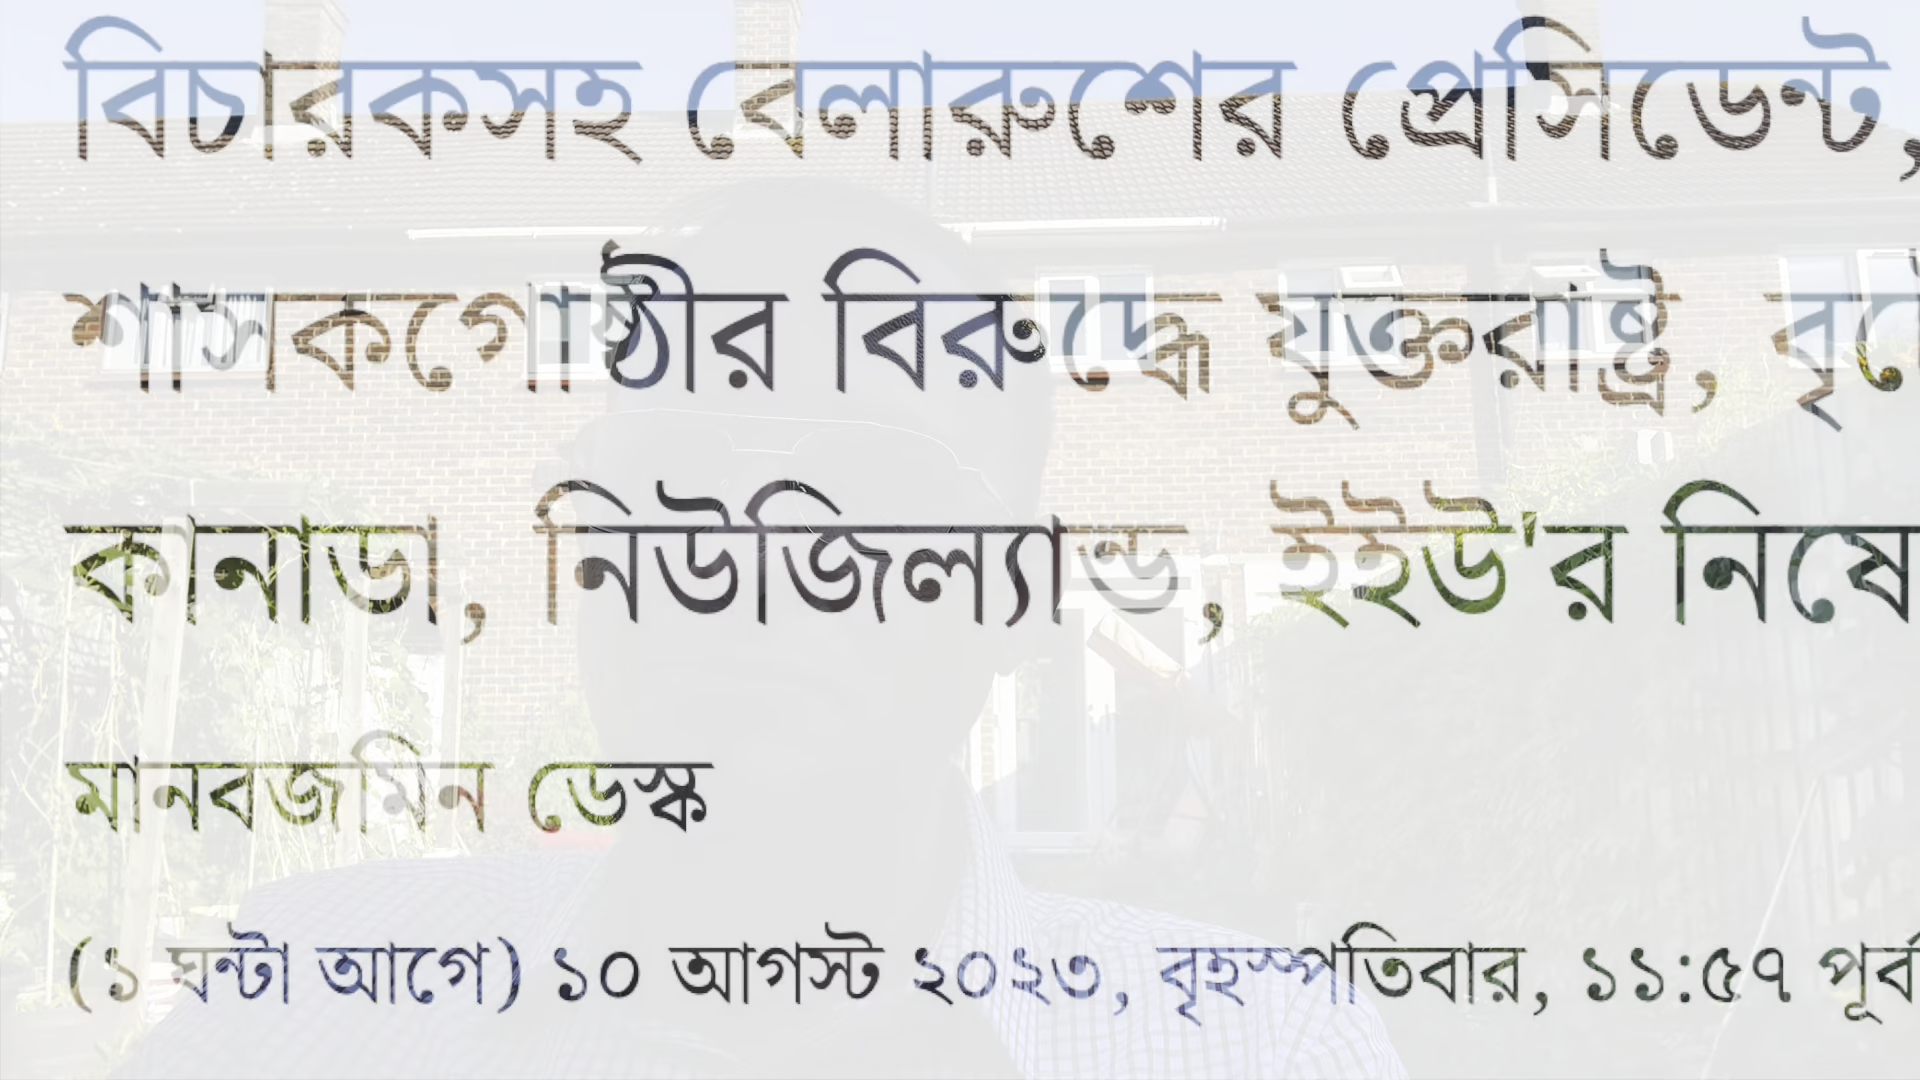 বিচারকসহ বেলারুশের প্রেসিডেন্ট,
শাসকগোষ্ঠীর বিরুদ্ধে যুক্তরাষ্ট্র,
কানাডা, নিউজিল্যান্ড, ইইউ'র নিষে
মানবজমিন ডেস্ক
(১ ঘন্টা আগে) ১০ আগস্ট ২০২৩, বৃহস্পতিবার, ১১:৫৭ পূর্ব